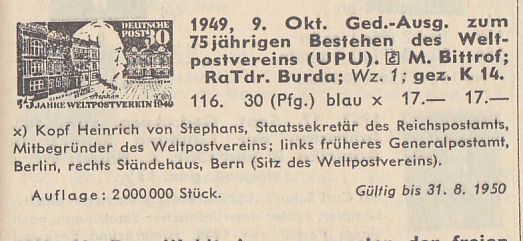 DEUTSCHE
POST 30
Stephan
75 JAHRE WELTPOSTVEREIN 1949
1949, 9. Okt. Ged.-Ausg. zum
75jährigen Bestehen des Welt-
postvereins (UPU). M. Bittrof;
RaTdr. Burda; Wz. 1; gez. K 14.
116. 30 (Pfg.) blau x 17.— 17.—
x) Kopf Heinrich von Stephans, Staatssekretär des Reichspostamts,
Mitbegründer des Weltpostvereins; links früheres Generalpostamt,
Berlin, rechts Ständehaus, Bern (Sitz des Weltpostvereins).
Auflage: 2000000 Stück. Gültig bis 31. 8. 1950